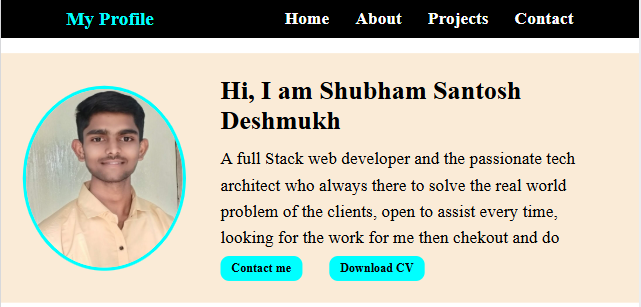 My Profile Home About Projects Contact
Hi, I am Shubham Santosh
Deshmukh
A full Stack web developer and the passionate tech
architect who always there to solve the real world
problem of the clients, open to assist every time,
looking for the work for me then chekout and do
Contact me Download CV